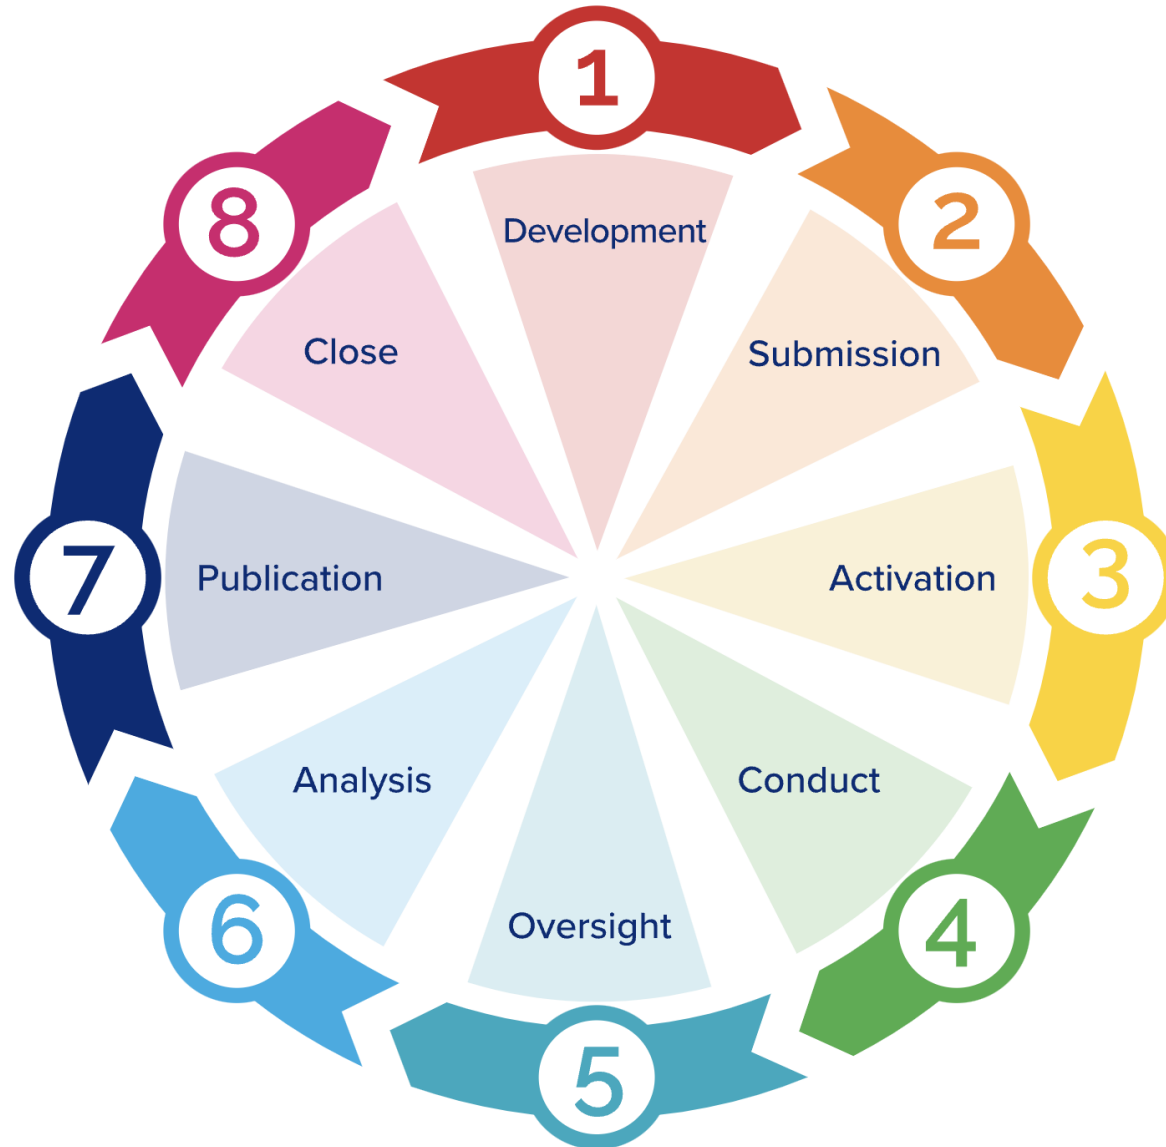 1
Development
2
Submission
3
Activation
4
Conduct
5
Oversight
6
Analysis
7
Publication
8
Close